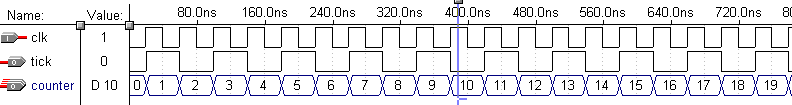 Name: Value: 80.0ns 160.0ns 240.0ns 320.0ns 400.0ns 480.0ns 560.0ns 640.0ns 720.0ns 80
clk 1
tick 0
counter D 10 0 1 2 3 4 5 6 7 8 9 10 11 12 13 14 15 16 17 18 19